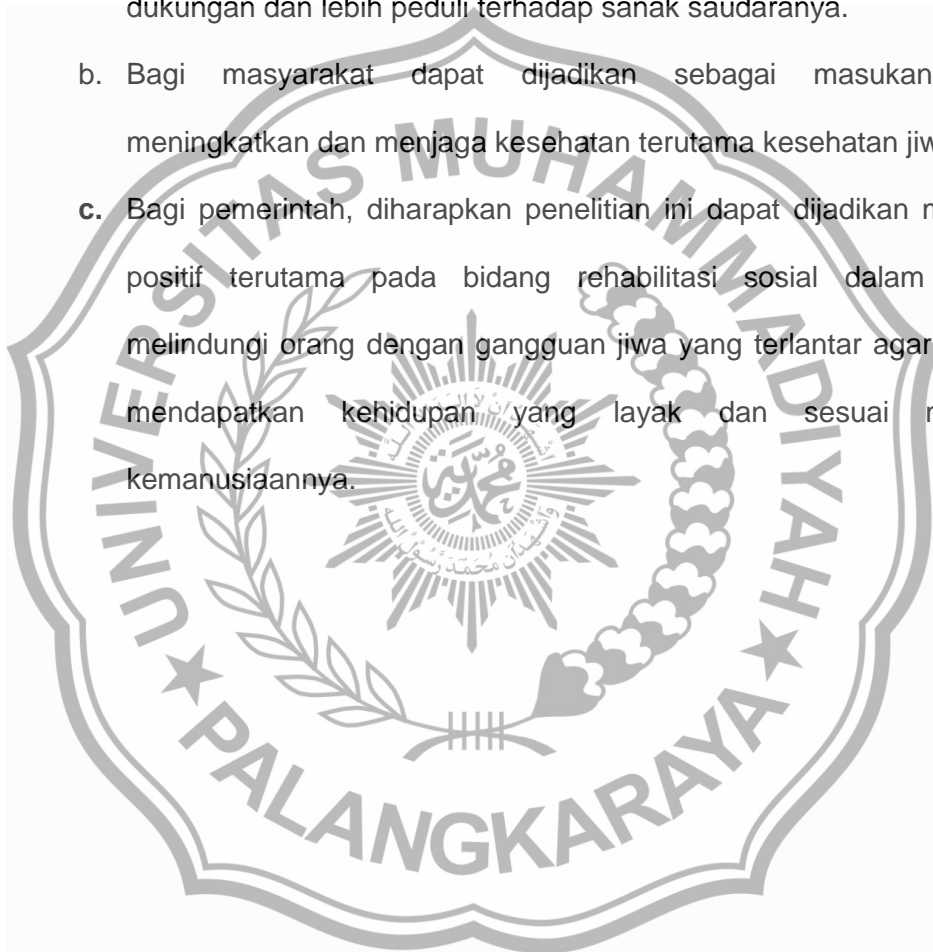 dukungan dan lebih peduli terhadap sanak saudaranya.
b. Bagi masyarakat dapat dijadikan sebagai masukan
meningkatkan dan menjaga kesehatan terutama kesehatan
c. Bagi pemerintah, diharapkan penelitian ini dapat dijadikan
positif terutama pada bidang rehabilitasi sosial dalam
melindungi orang dengan gangguan jiwa yang terlantar agar
mendapatkan kehidupan yang layak dan sesuai
kemanusiaannya.
UNIVERSITAS MUHAMMADIYAH
PALANGKARAYA
محمدية